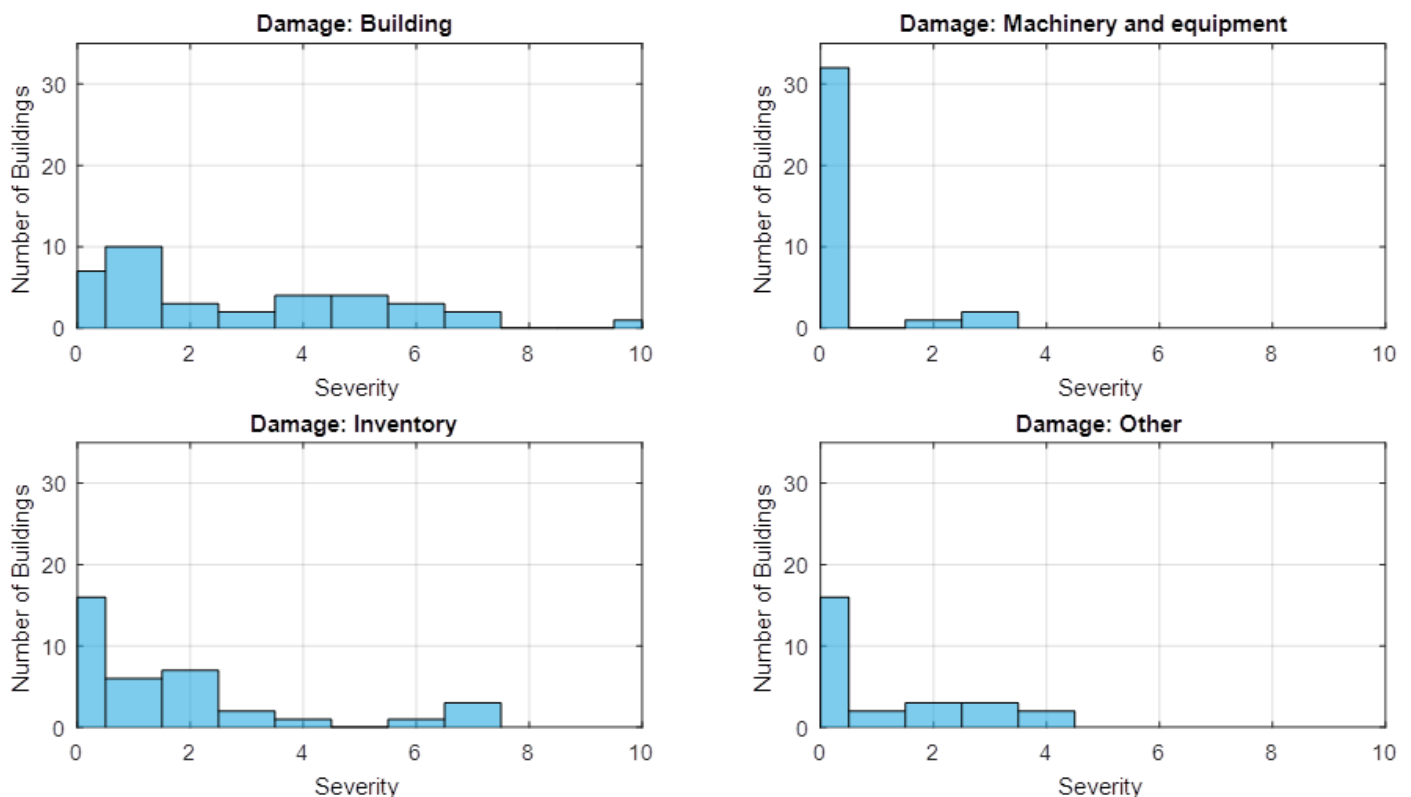 Damage: Building
Number of Buildings
30
20
10
0
0 2 4 6 8 10
Severity
Damage: Machinery and equipment
Number of Buildings
30
20
10
0
0 2 4 6 8 10
Severity
Damage: Inventory
Number of Buildings
30
20
10
0
0 2 4 6 8 10
Severity
Damage: Other
Number of Buildings
30
20
10
0
0 2 4 6 8 10
Severity